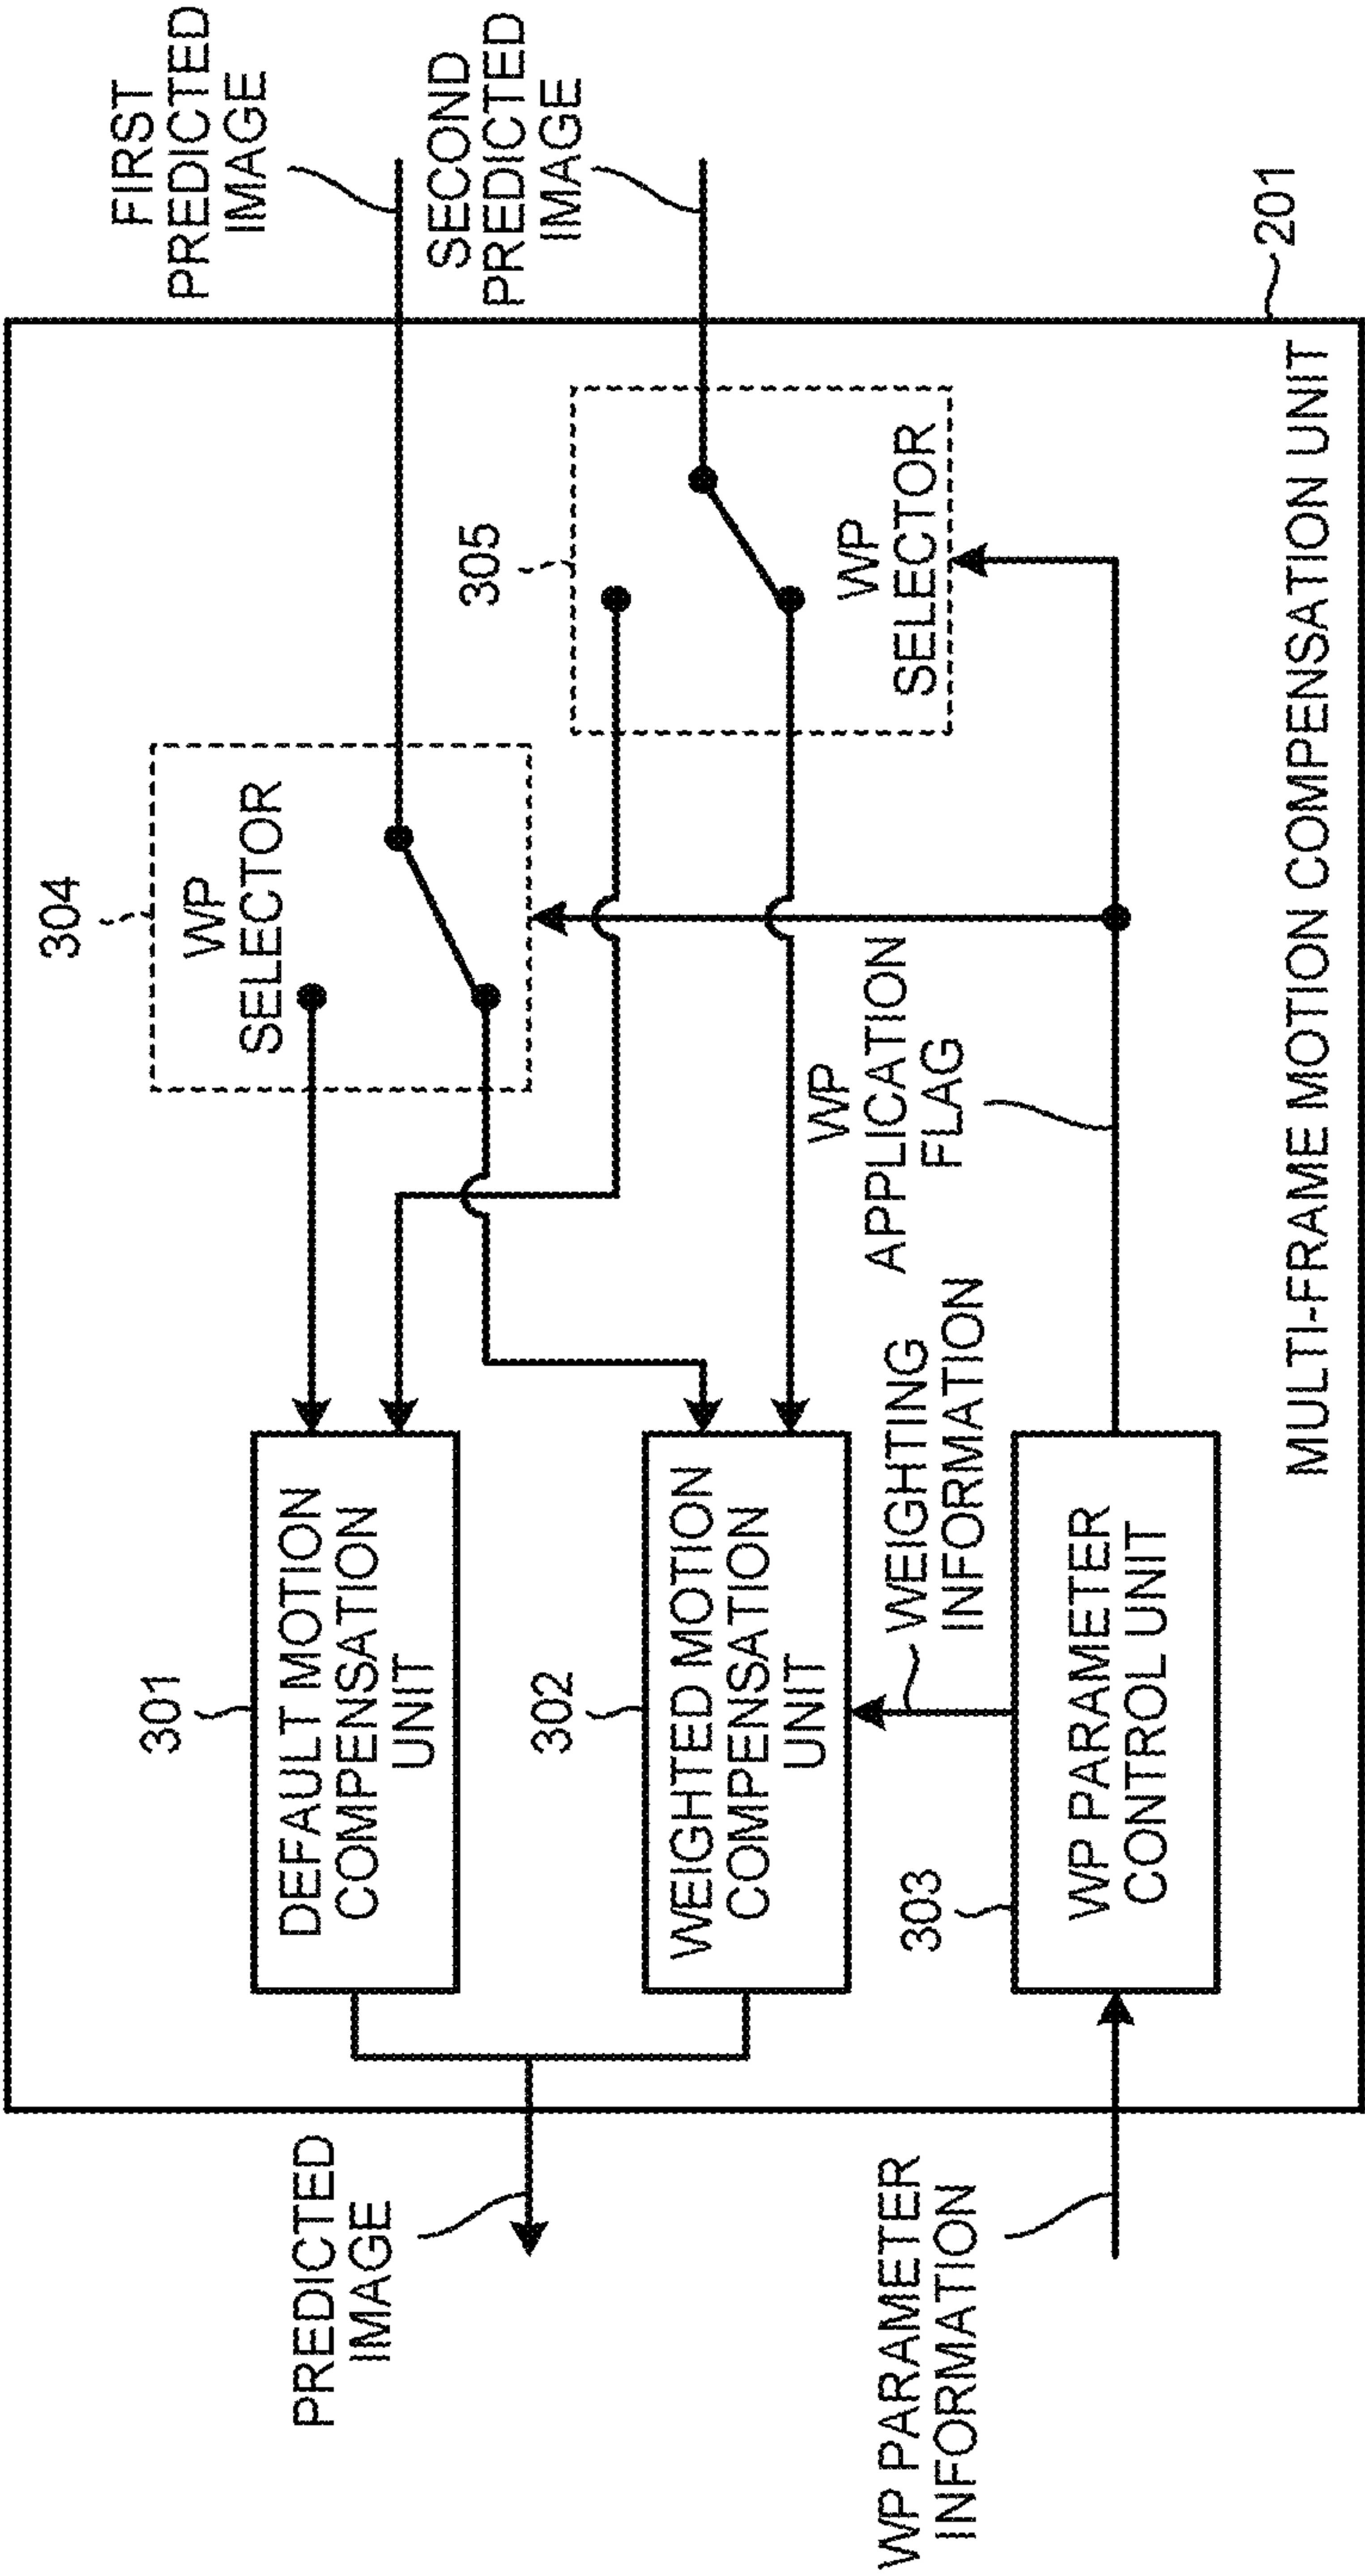 FIRST
PREDICTED
IMAGE
SECOND
PREDICTED
IMAGE
201
304
WP
SELECTOR
305
WP
SELECTOR
301
DEFAULT MOTION
COMPENSATION
UNIT
302
WEIGHTED MOTION
COMPENSATION
UNIT
WP
APPLICATION
FLAG
WEIGHTING
INFORMATION
303
WP PARAMETER
CONTROL UNIT
MULTI-FRAME MOTION COMPENSATION UNIT
PREDICTED
IMAGE
WP PARAMETER
INFORMATION